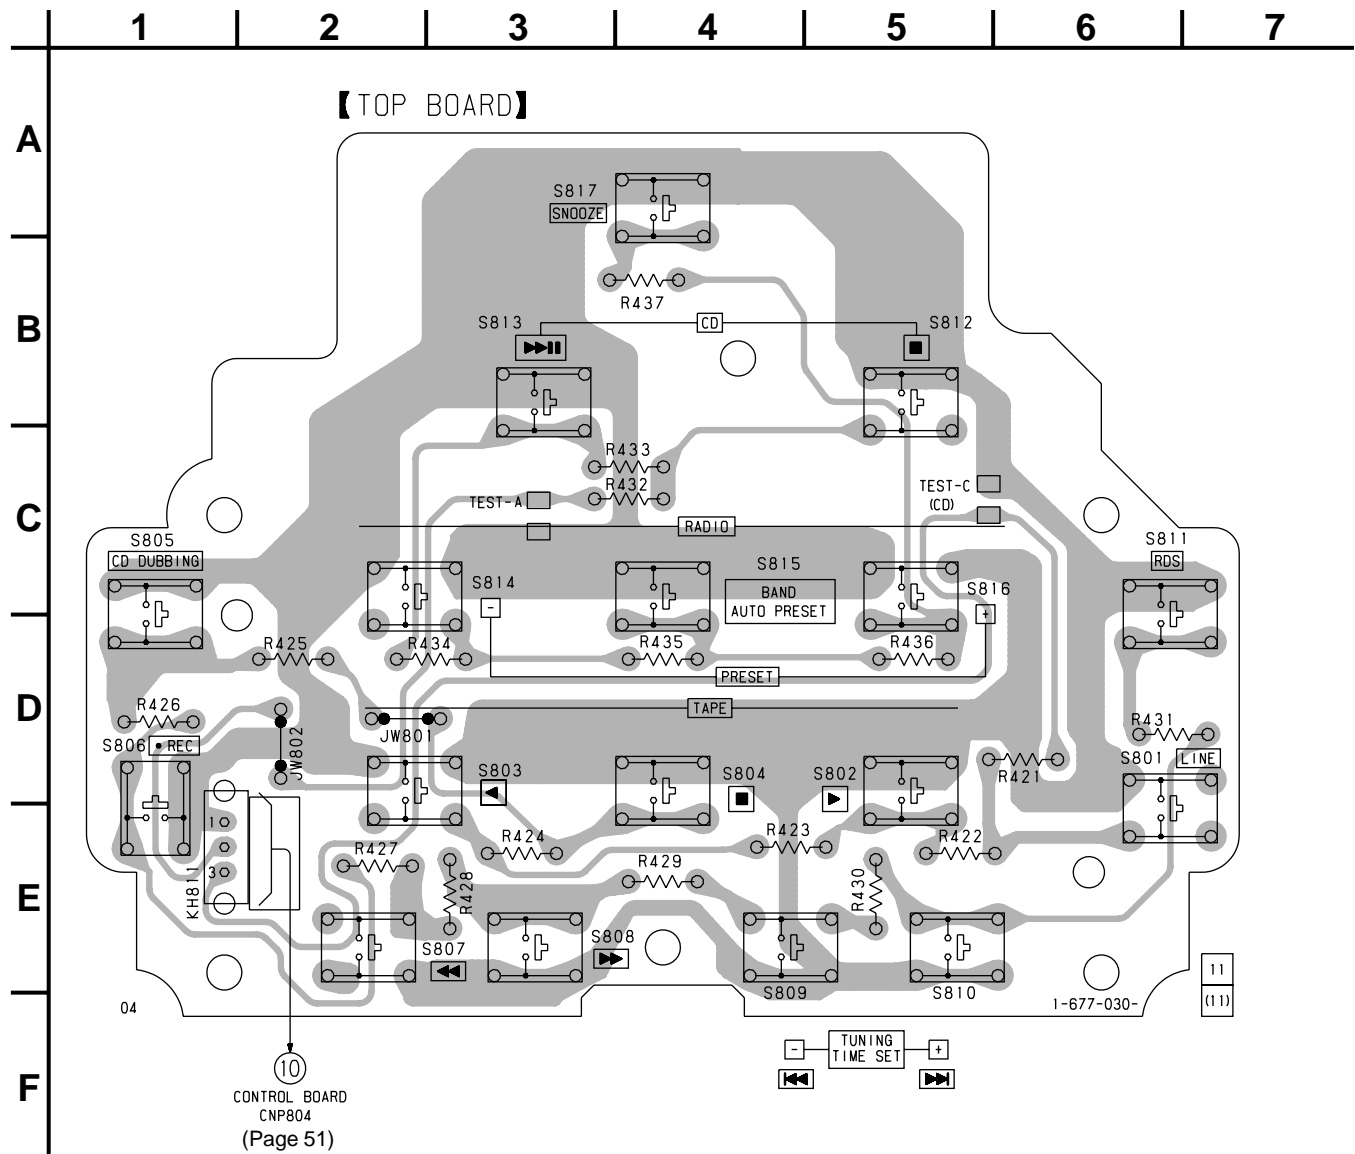 1 2 3 4 5 6 7
【TOP BOARD】
A
S817
SNOOZE
R437
B
S813
CD
S812
R433
R432
TEST-A
TEST-C
(CD)
C
RADIO
S805
CD DUBBING
S811
RDS
S814
-
S815
BAND
AUTO PRESET
S816
+
R425
R434
R435
R436
PRESET
D
TAPE
R426
S806
REC
JW802
JW801
R431
S801
LINE
S803
S804
S802
R421
1
3
KH811
R427
R424
R423
R422
R428
R429
R430
E
S807
S808
S809
S810
04
1-677-030-
11
(11)
-
TUNING
TIME SET
+
F
10
CONTROL BOARD
CNP804
(Page 51)